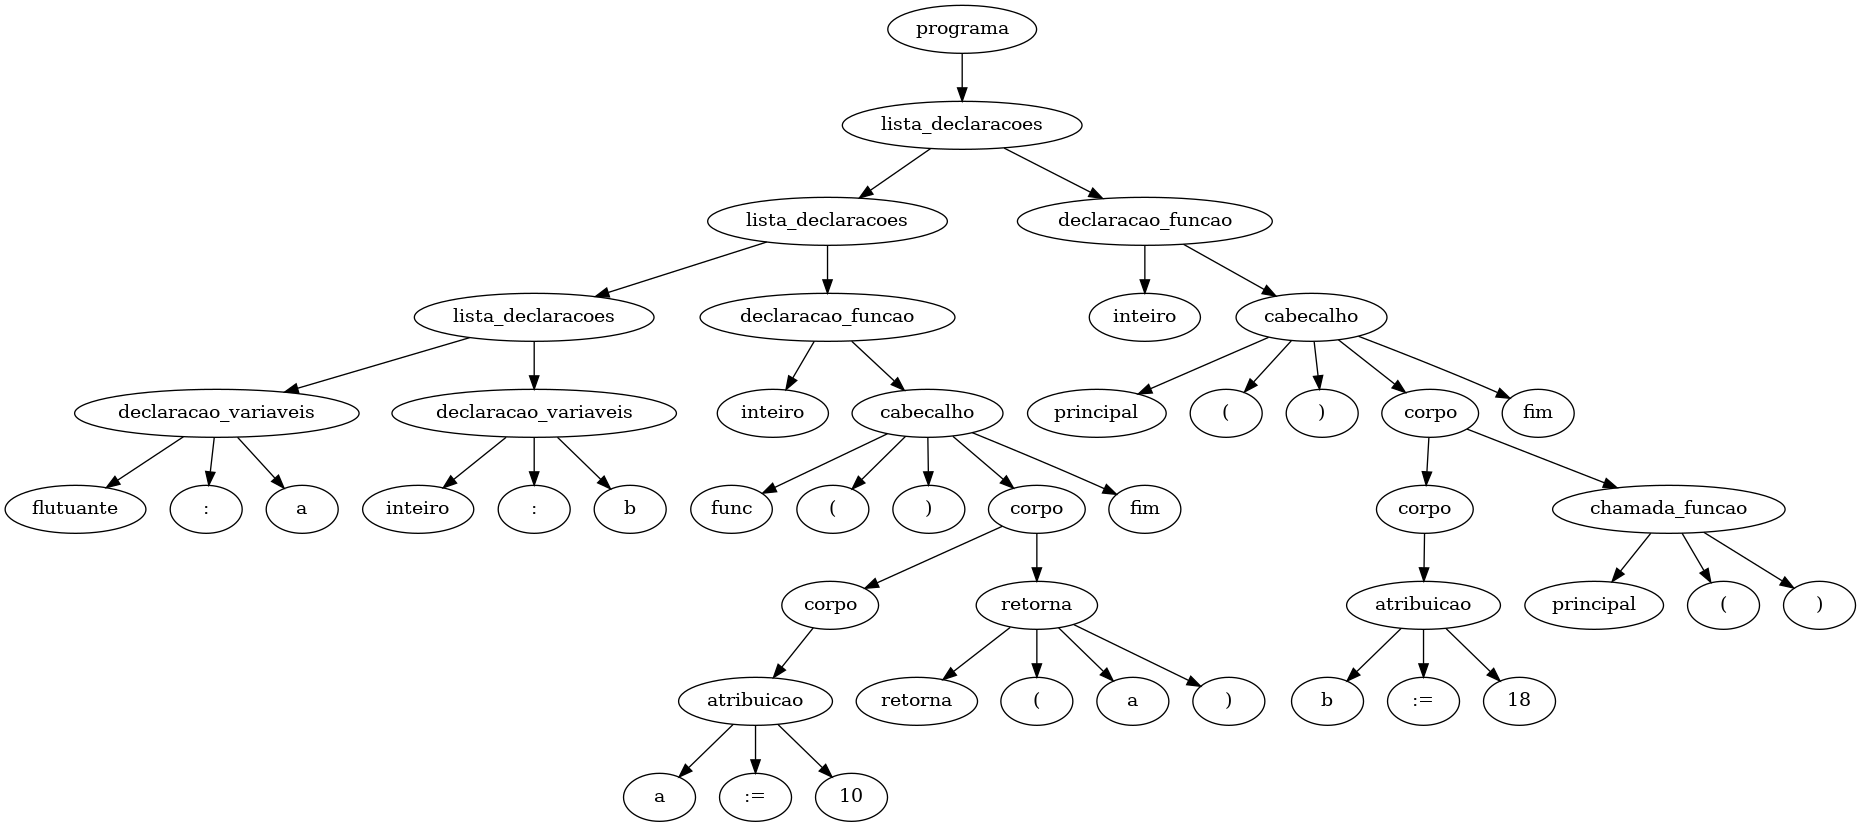 programa
lista_declaracoes
lista_declaracoes declaracao_funcao
lista_declaracoes declaracao_funcao inteiro cabecalho
declaracao_variaveis declaracao_variaveis inteiro cabecalho principal ( ) corpo fim
flutuante : a inteiro : b func ( ) corpo fim corpo chamada_funcao
corpo retorna atribuicao principal ( )
atribuicao retorna ( a ) b := 18
a := 10